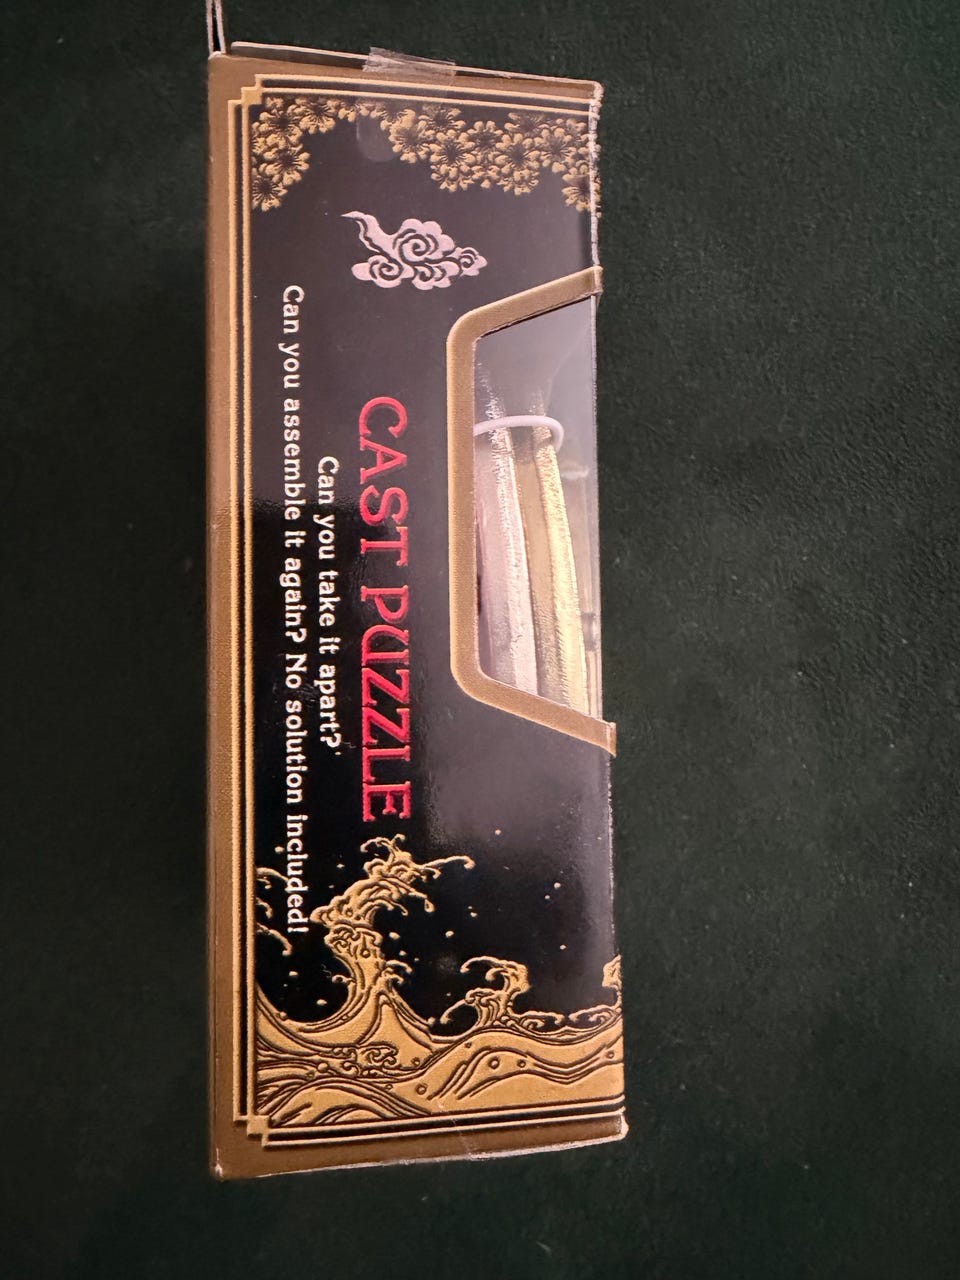 CAST PUZZLE
Can you take it apart?
Can you assemble it again? No solution included!